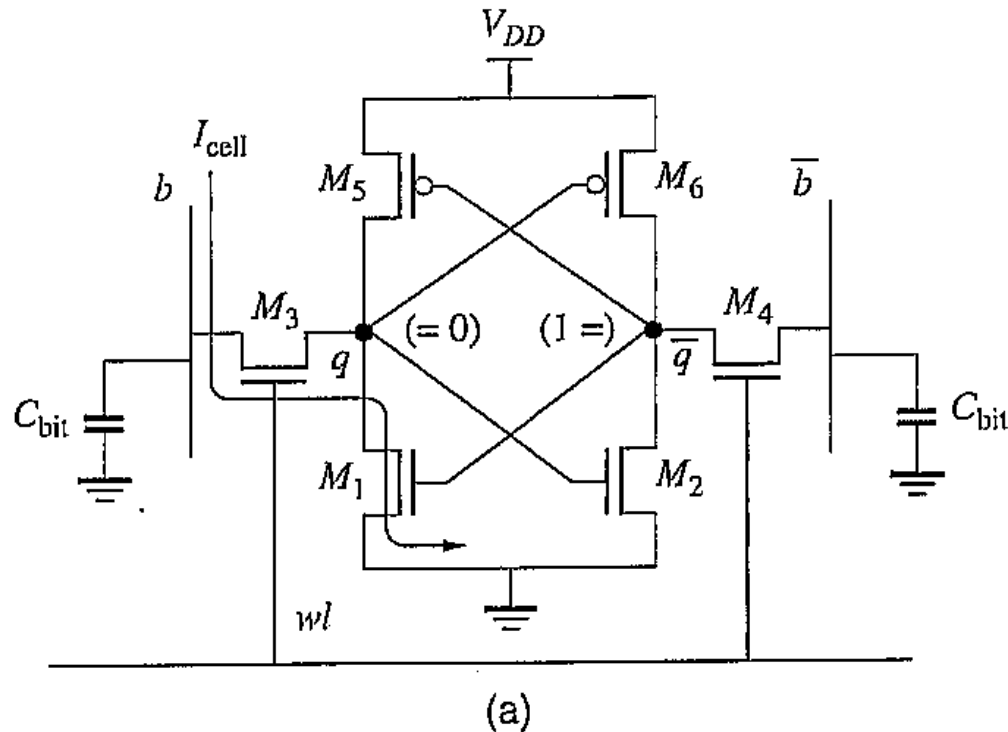 V_DD
I_cell
b
M_5
M_6
b̅
M_3
(= 0)
(1 =)
M_4
q
q̅
C_bit
C_bit
M_1
M_2
wl
(a)